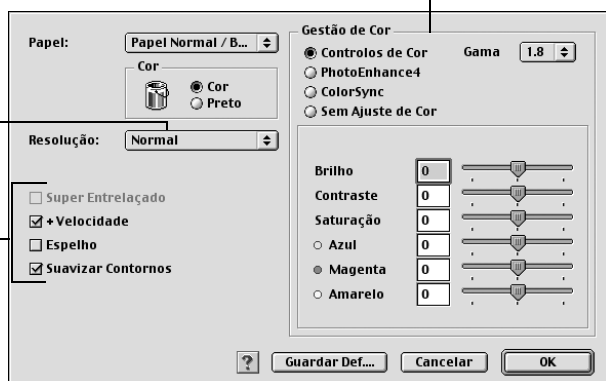 Papel:
Papel Normal / B...
Cor
Cor
Preto
Resolução:
Normal
Super Entrelaçado
+ Velocidade
Espelho
Suavizar Contornos
Gestão de Cor
Controlos de Cor
Gama
1.8
PhotoEnhance4
ColorSync
Sem Ajuste de Cor
Brilho
0
Contraste
0
Saturação
0
Azul
0
Magenta
0
Amarelo
0
?
Guardar Def....
Cancelar
OK